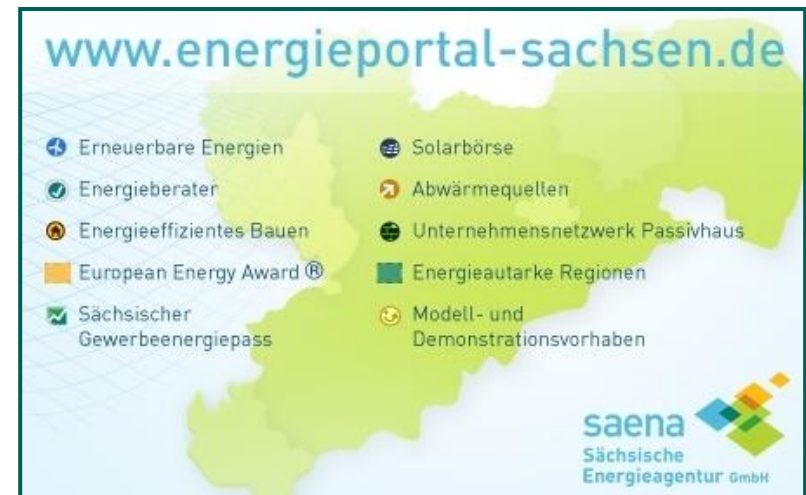 www.energieportal-sachsen.de
Erneuerbare Energien
Energieberater
Energieeffizientes Bauen
European Energy Award ®
Sächsischer
Gewerbeenergiepass
Solarbörse
Abwärmequellen
Unternehmensnetzwerk Passivhaus
Energieautarke Regionen
Modell- und
Demonstrationsvorhaben
saena
Sächsische
Energieagentur GmbH